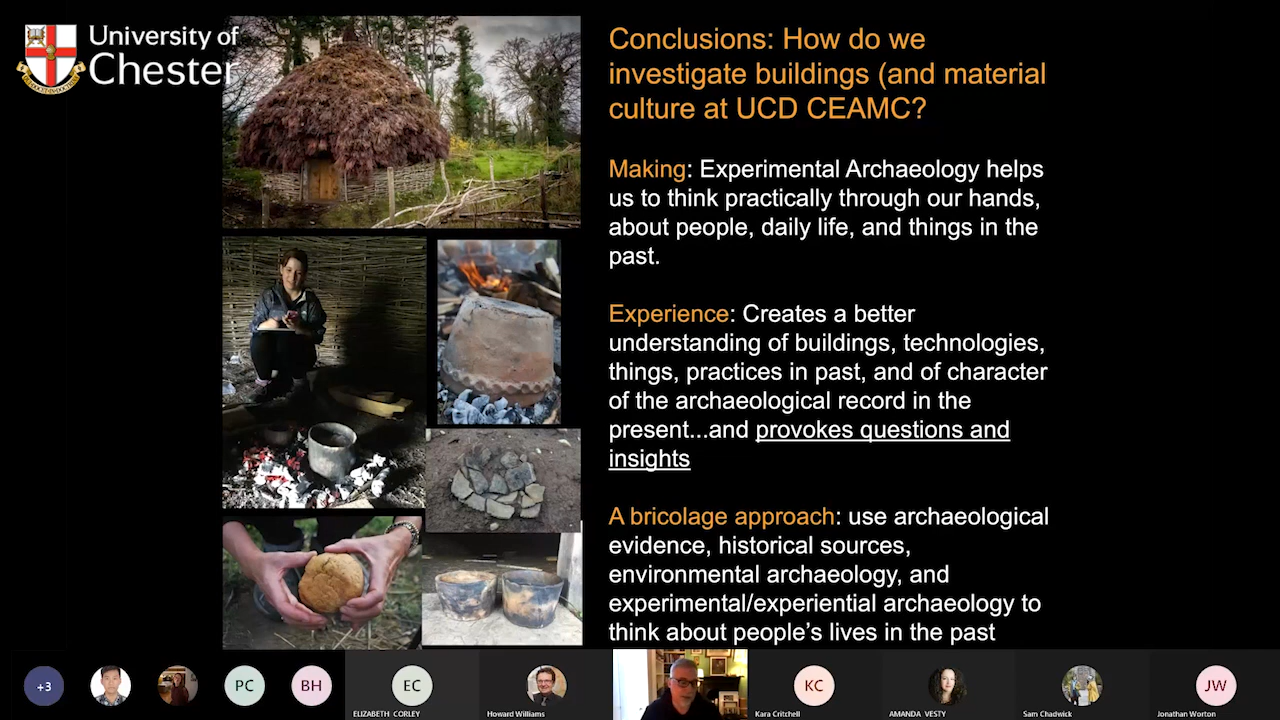 University of
Chester
Conclusions: How do we
investigate buildings (and material
culture at UCD CEAMC?
Making: Experimental Archaeology helps
us to think practically through our hands,
about people, daily life, and things in the
past.
Experience: Creates a better
understanding of buildings, technologies,
things, practices in past, and of character
of the archaeological record in the
present...and provokes questions and
insights
A bricolage approach: use archaeological
evidence, historical sources,
environmental archaeology, and
experimental/experiential archaeology to
think about people's lives in the past
+3
PC
BH
EC
ELIZABETH CORLEY
Howard Williams
KC
Kara Critchell
AMANDA VESTY
Sam Chadwick
JW
Jonathan Worton